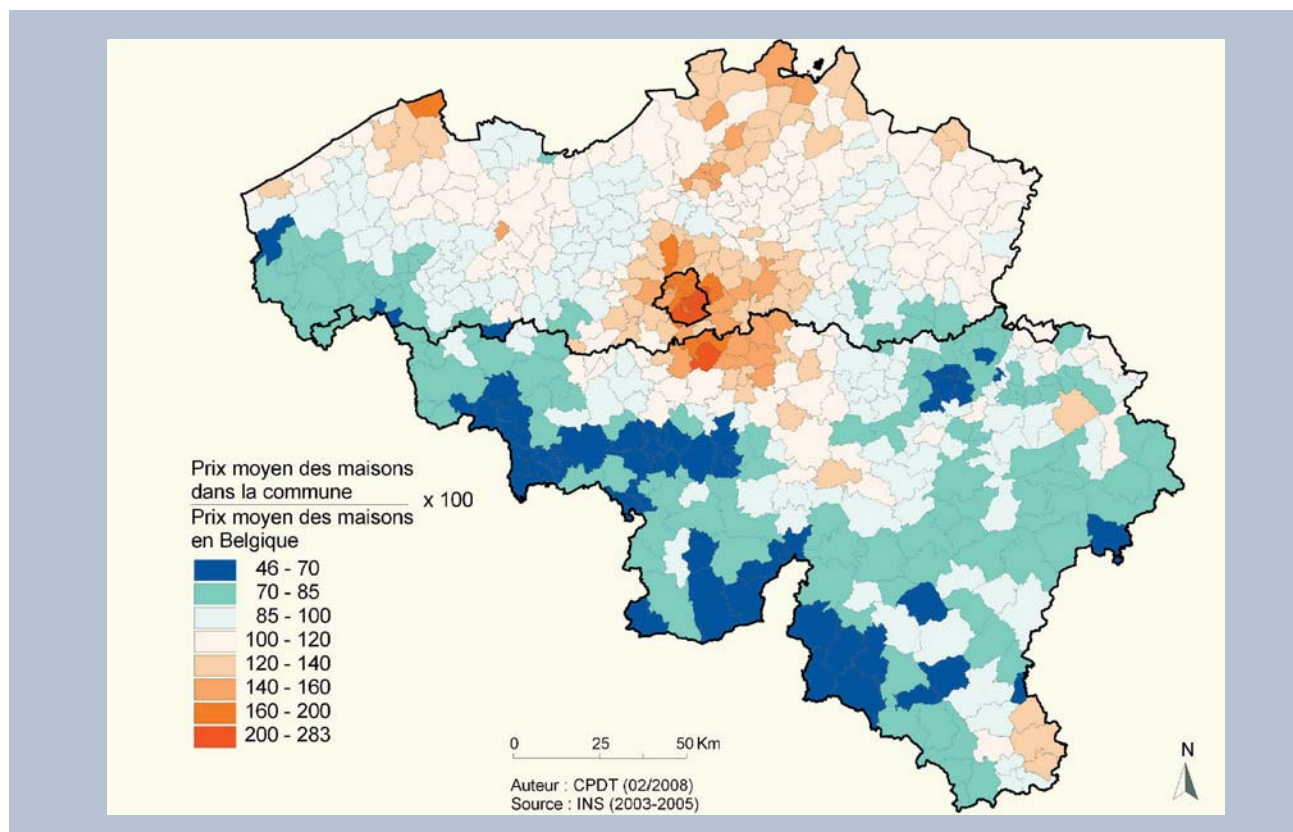 Prix moyen des maisons
dans la commune
x 100
Prix moyen des maisons
en Belgique
46 - 70
70 - 85
85 - 100
100 - 120
120 - 140
140 - 160
160 - 200
200 - 283
0 25 50 Km
Auteur : CPDT (02/2008)
Source : INS (2003-2005)
N